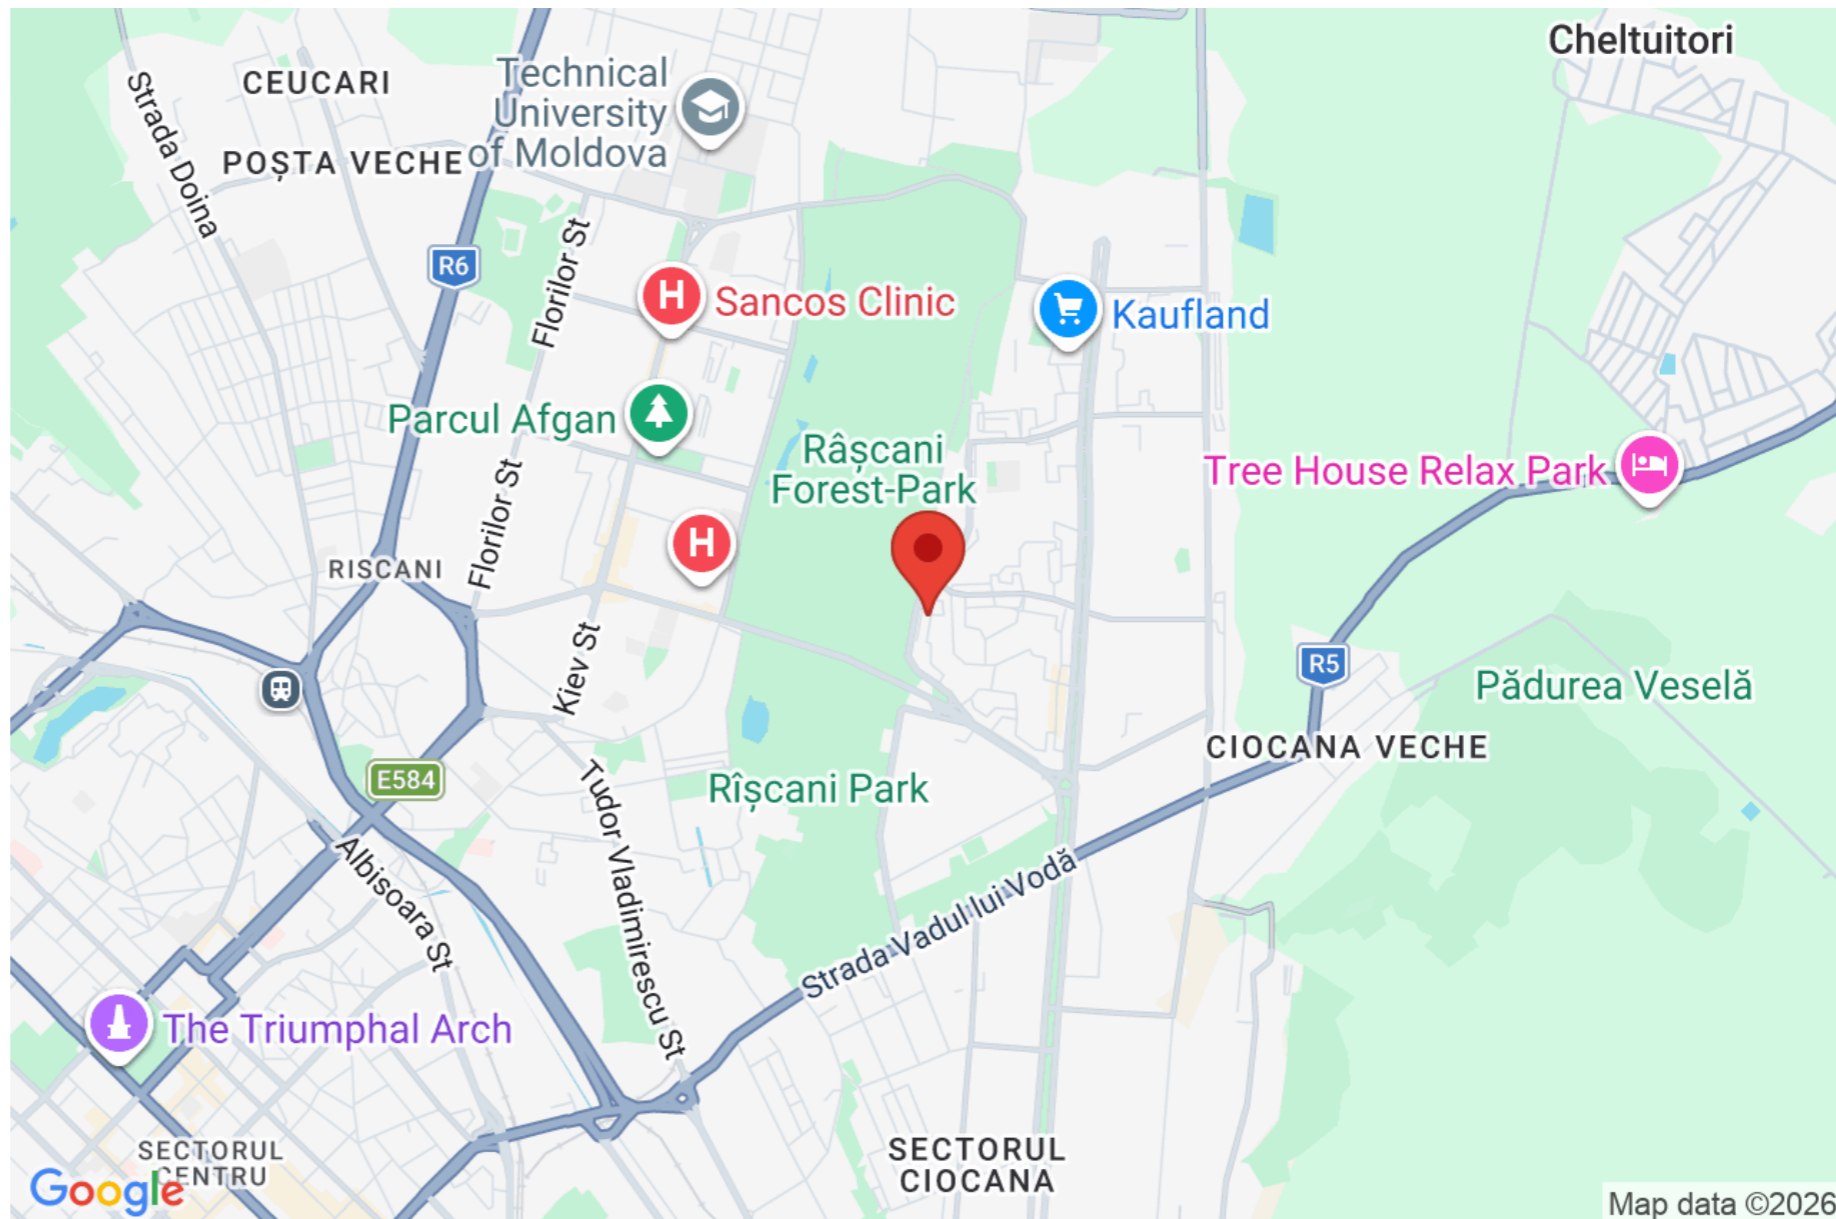 Cheltuitori
CEUCARI
Technical
University
of Moldova
POȘTA VECHE
Strada Doina
Florilor St
R6
Sancos Clinic
Kaufland
Parcul Afgan
Râșcani
Forest-Park
Tree House Relax Park
Florilor St
RISCANI
Kiev St
R5
Pădurea Veselă
CIOCANA VECHE
E584
Rîșcani Park
Tudor Vladimirescu St
Albisoara St
Strada Vadul lui Vodă
The Triumphal Arch
SECTORUL
CENTRU
SECTORUL
CIOCANA
Google
Map data ©2026
H
H